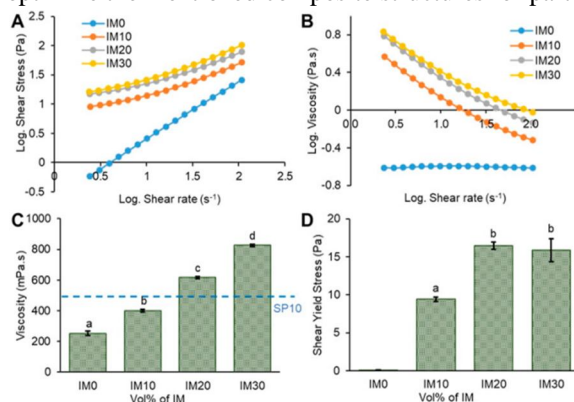 A
Log. Shear Stress (Pa)
2.5
2
1.5
1
0.5
0
-0.5
0
0.5
1
1.5
2
2.5
Log. Shear rate (s-1)
IM0
IM10
IM20
IM30
B
Log. Viscosity (Pa.s)
0.8
0.4
0
-0.4
-0.8
0.0
0.5
1.0
1.5
2.0
2.5
Log. Shear rate (s-1)
IM0
IM10
IM20
IM30
C
Viscosity (mPa.s)
1000
800
600
400
200
0
a
b
c
d
SP10
IM0 IM10 IM20 IM30
Vol% of IM
D
Shear Yield Stress (Pa)
20
15
10
5
0
a
b
b
IM0 IM10 IM20 IM30
Vol% of IM